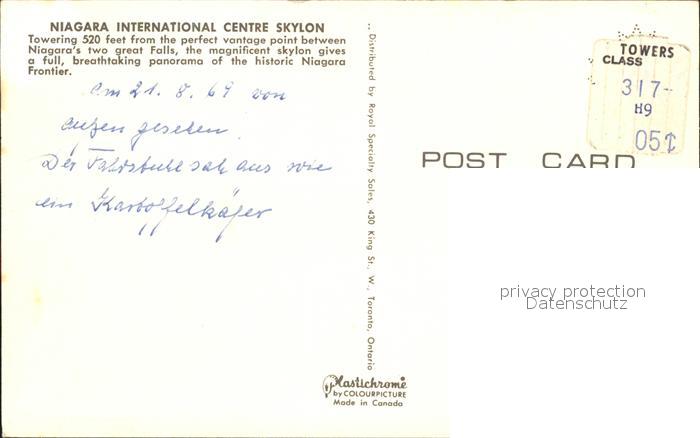 NIAGARA INTERNATIONAL CENTRE SKYLON
Towering 520 feet from the perfect vantage point between
Niagara's two great Falls, the magnificent skylon gives
a full, breathtaking panorama of the historic Niagara
Frontier.
Am 21. 8. 69 von
außen gesehen.
Der Fahrstuhl sah aus wie
ein Kartoffelkäfer
Distributed by Royal Specialty Sales, 430 King St., W., Toronto, Ontario
Plastichrome
by COLOURPICTURE
Made in Canada
TOWERS
CLASS
317-
H9
05¢
POST CARD
privacy protection
Datenschutz